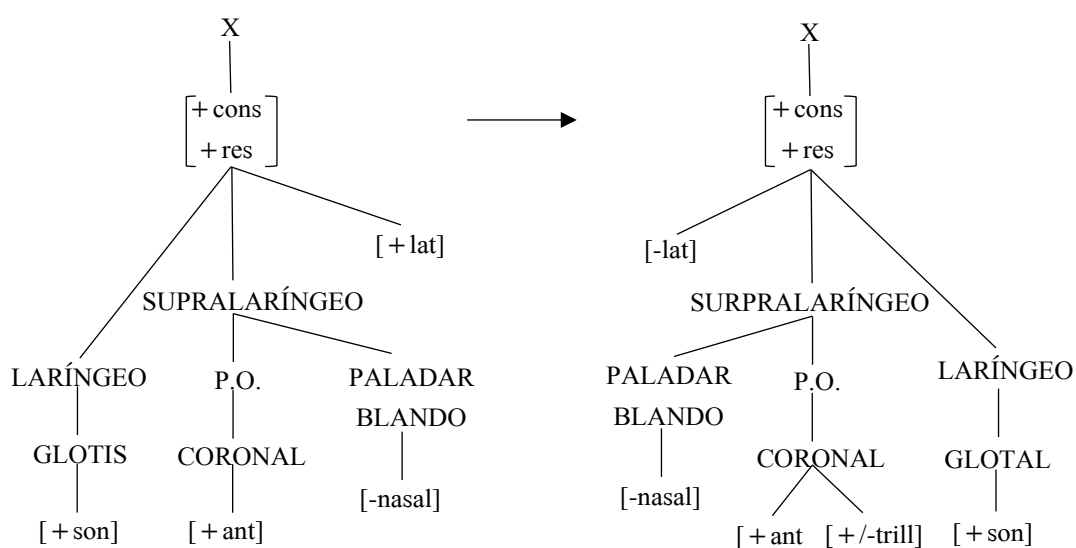 X
[+ cons
+ res]
[+ lat]
SUPRALARÍNGEO
LARÍNGEO P.O. PALADAR
BLANDO
GLOTIS CORONAL
[-nasal]
[+son] [+ant]
X
[+ cons
+ res]
[-lat]
SURPRALARÍNGEO
PALADAR P.O. LARÍNGEO
BLANDO
CORONAL GLOTAL
[-nasal]
[+ant [+/-trill] [+son]